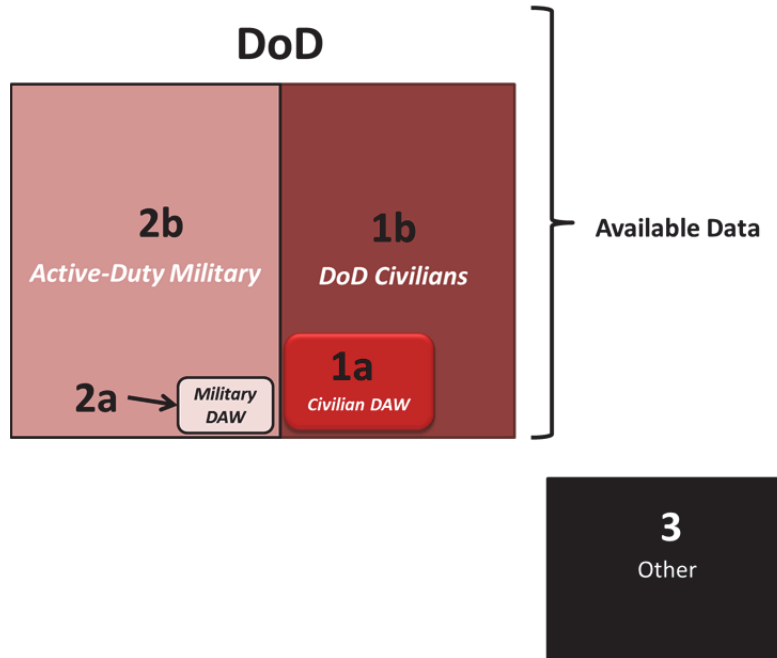 DoD
2b
Active-Duty Military
1b
DoD Civilians
Available Data
2a
Military
DAW
1a
Civilian DAW
3
Other